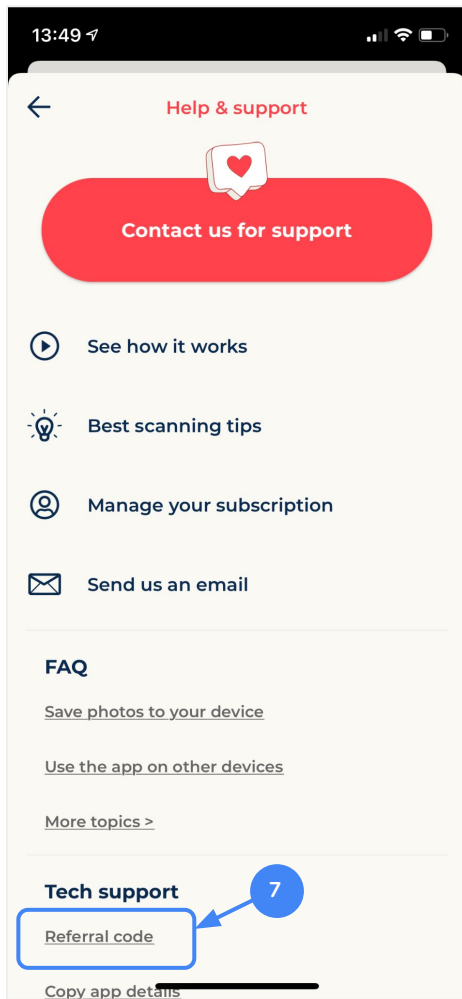 13:49
Help & support
Contact us for support
See how it works
Best scanning tips
Manage your subscription
Send us an email
FAQ
Save photos to your device
Use the app on other devices
More topics >
Tech support
7
Referral code
Copy app details